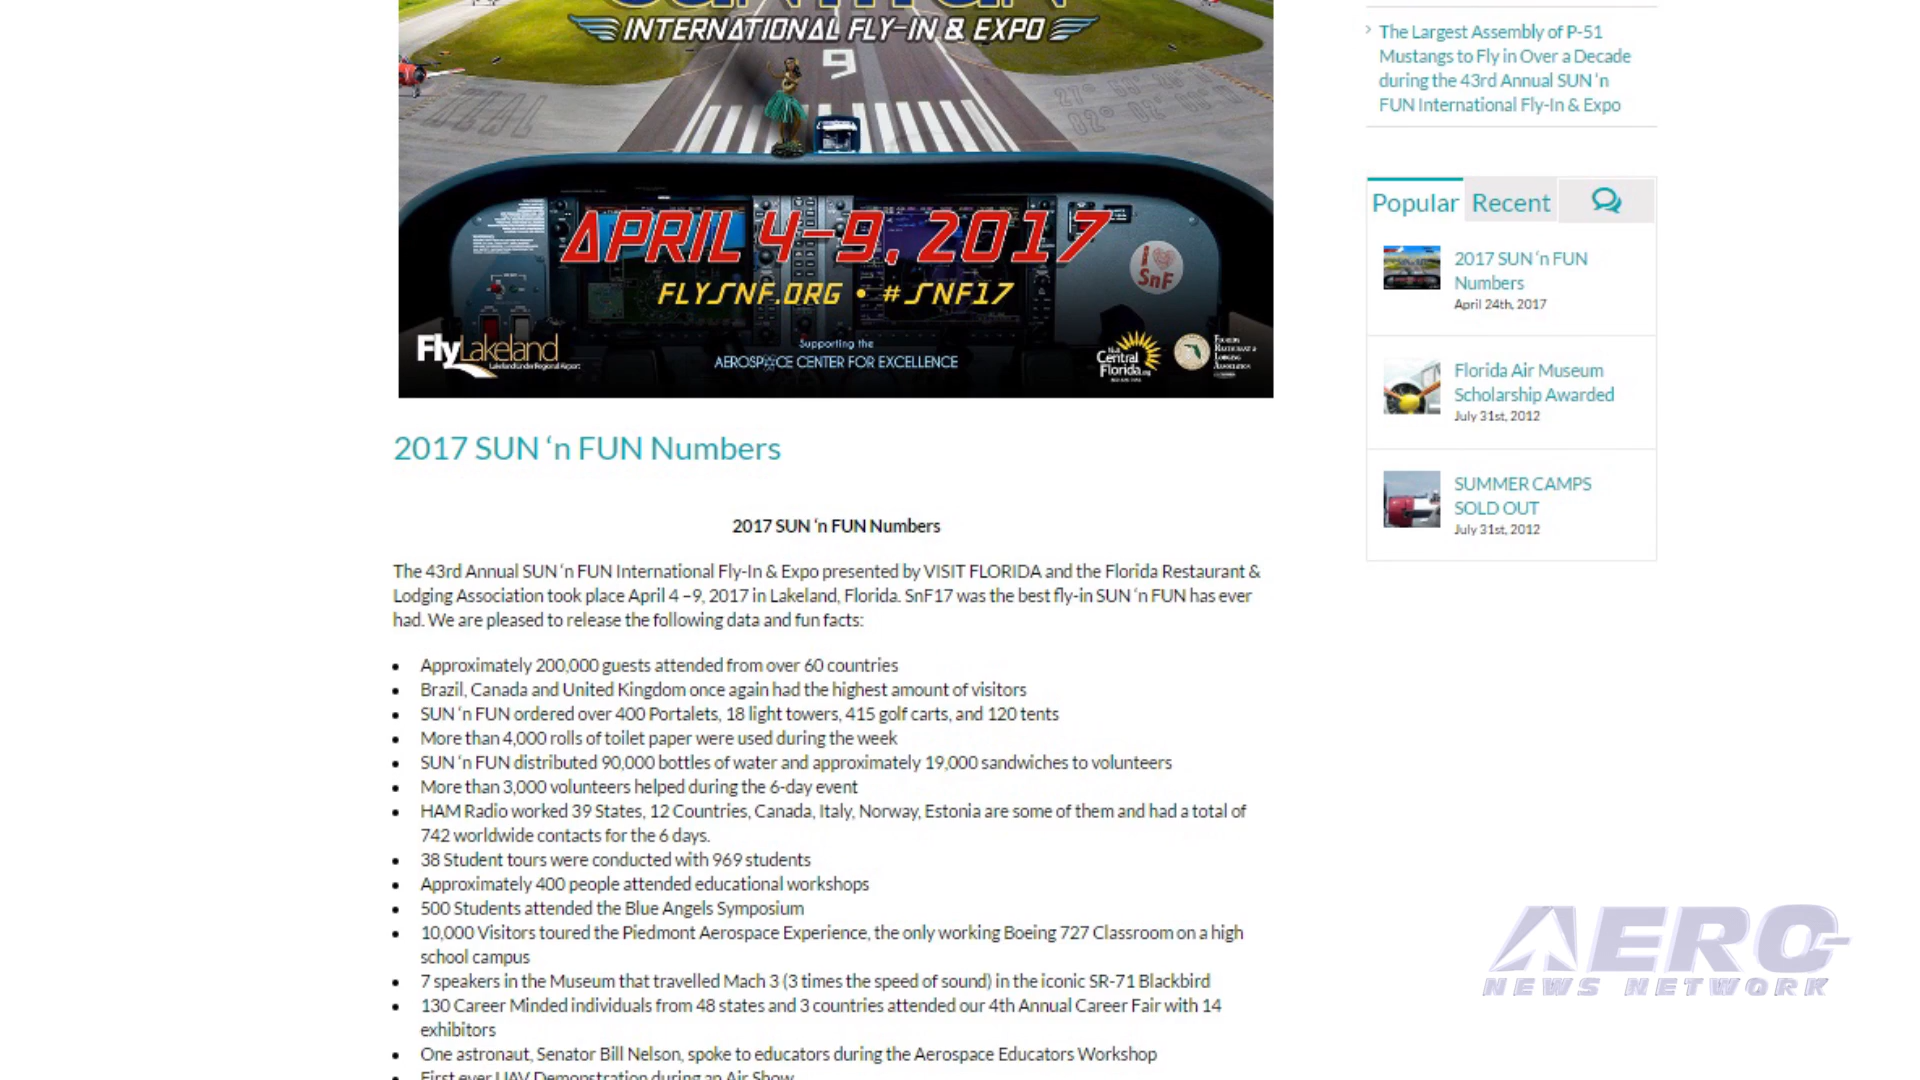 INTERNATIONAL FLY-IN & EXPO
9
APRIL 4-9, 2017
I SnF
FLYSNF.ORG • #SNF17
Supporting the
AEROSPACE CENTER FOR EXCELLENCE
FlyLakeland
Lakeland Linder Regional Airport
Visit
Central
Florida.org
FLORIDA
RESTAURANT &
LODGING
ASSOCIATION
2017 SUN ‘n FUN Numbers
2017 SUN ‘n FUN Numbers
The 43rd Annual SUN ‘n FUN International Fly-In & Expo presented by VISIT FLORIDA and the Florida Restaurant &
Lodging Association took place April 4 –9, 2017 in Lakeland, Florida. SnF17 was the best fly-in SUN ‘n FUN has ever
had. We are pleased to release the following data and fun facts:
• Approximately 200,000 guests attended from over 60 countries
• Brazil, Canada and United Kingdom once again had the highest amount of visitors
• SUN ‘n FUN ordered over 400 Portalets, 18 light towers, 415 golf carts, and 120 tents
• More than 4,000 rolls of toilet paper were used during the week
• SUN ‘n FUN distributed 90,000 bottles of water and approximately 19,000 sandwiches to volunteers
• More than 3,000 volunteers helped during the 6-day event
• HAM Radio worked 39 States, 12 Countries, Canada, Italy, Norway, Estonia are some of them and had a total of
742 worldwide contacts for the 6 days.
• 38 Student tours were conducted with 969 students
• Approximately 400 people attended educational workshops
• 500 Students attended the Blue Angels Symposium
• 10,000 Visitors toured the Piedmont Aerospace Experience, the only working Boeing 727 Classroom on a high
school campus
• 7 speakers in the Museum that travelled Mach 3 (3 times the speed of sound) in the iconic SR-71 Blackbird
• 130 Career Minded individuals from 48 states and 3 countries attended our 4th Annual Career Fair with 14
exhibitors
• One astronaut, Senator Bill Nelson, spoke to educators during the Aerospace Educators Workshop
• First ever UAV Demonstration during an Air Show
The Largest Assembly of P-51
Mustangs to Fly in Over a Decade
during the 43rd Annual SUN ‘n
FUN International Fly-In & Expo
Popular Recent
2017 SUN ‘n FUN
Numbers
April 24th, 2017
Florida Air Museum
Scholarship Awarded
July 31st, 2012
SUMMER CAMPS
SOLD OUT
July 31st, 2012
AERO
NEWS NETWORK